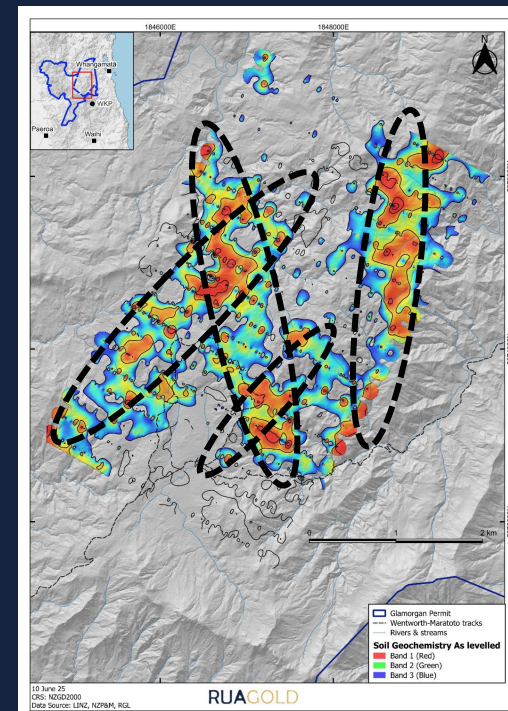 1846000E
1848000E
N
Whangamatā
WKP
Paeroa
Waihi
0
1
2 km
Glamorgan Permit
Wentworth-Maratoto tracks
Rivers & streams
Soil Geochemistry As levelled
Band 1 (Red)
Band 2 (Green)
Band 3 (Blue)
10 June 25
CRS: NZGD2000
Data Source: LINZ, NZP&M, RGL
RUAGOLD